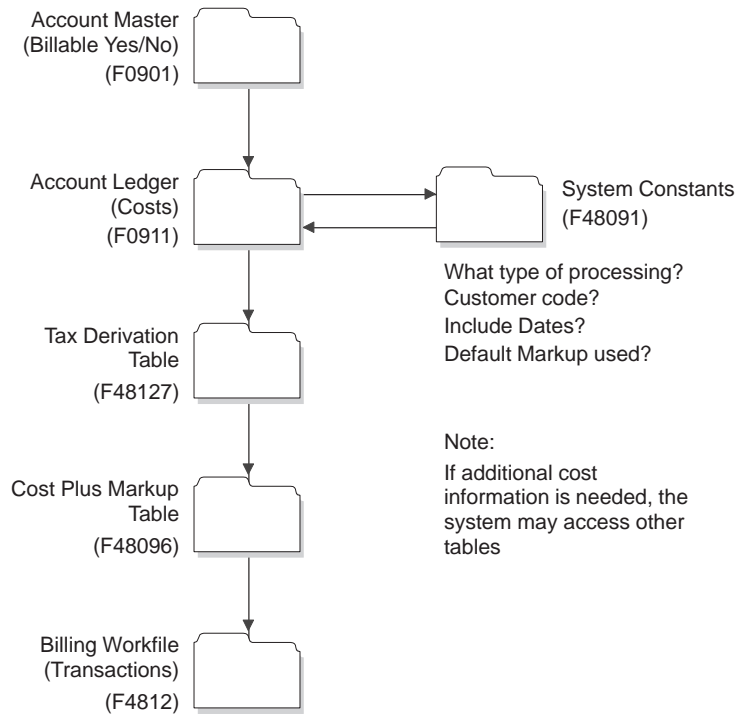 Account Master
(Billable Yes/No)
(F0901)
Account Ledger
(Costs)
(F0911)
System Constants
(F48091)
What type of processing?
Customer code?
Include Dates?
Default Markup used?
Tax Derivation
Table
(F48127)
Cost Plus Markup
Table
(F48096)
Note:
If additional cost
information is needed, the
system may access other
tables
Billing Workfile
(Transactions)
(F4812)